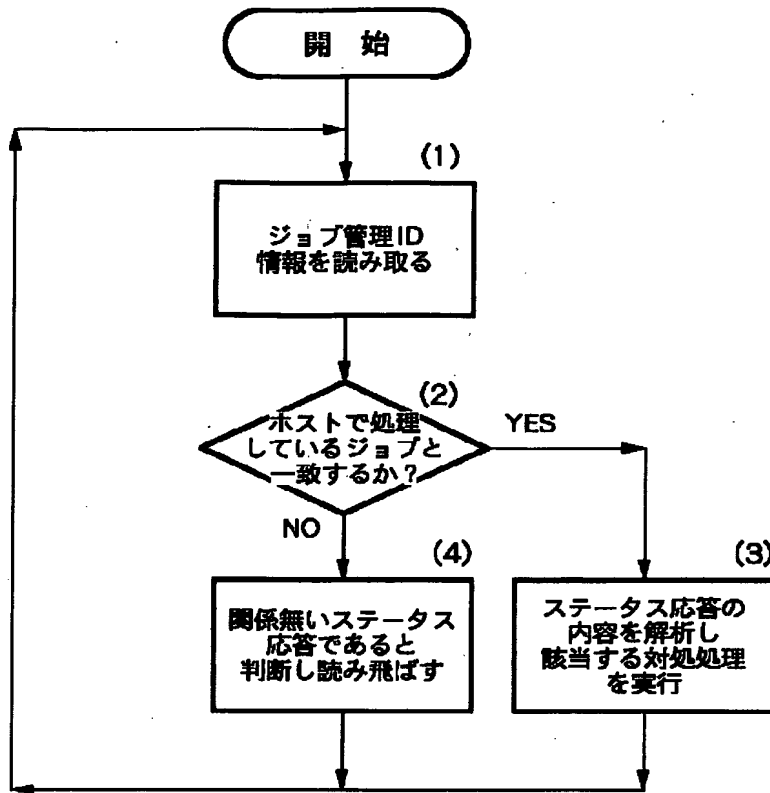 開 始
(1)
ジョブ管理ID
情報を読み取る
(2)
ホストで処理
しているジョブと
一致するか？
YES
NO
(4)
関係無いステータス
応答であると
判断し読み飛ばす
(3)
ステータス応答の
内容を解析し
該当する対処処理
を実行